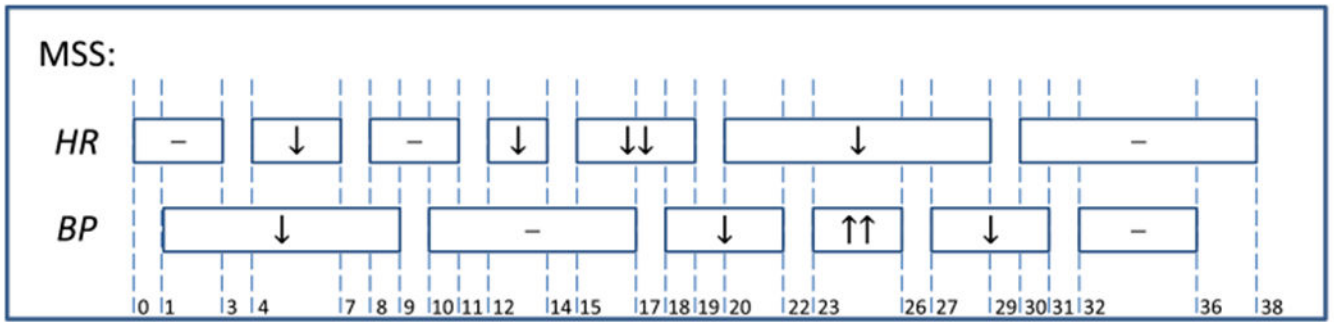 MSS:
HR – ↓ – ↓ ↓↓ ↓ –
BP ↓ – ↓ ↑↑ ↓ –
0 1 3 4 7 8 9 10 11 12 14 15 17 18 19 20 22 23 26 27 29 30 31 32 36 38